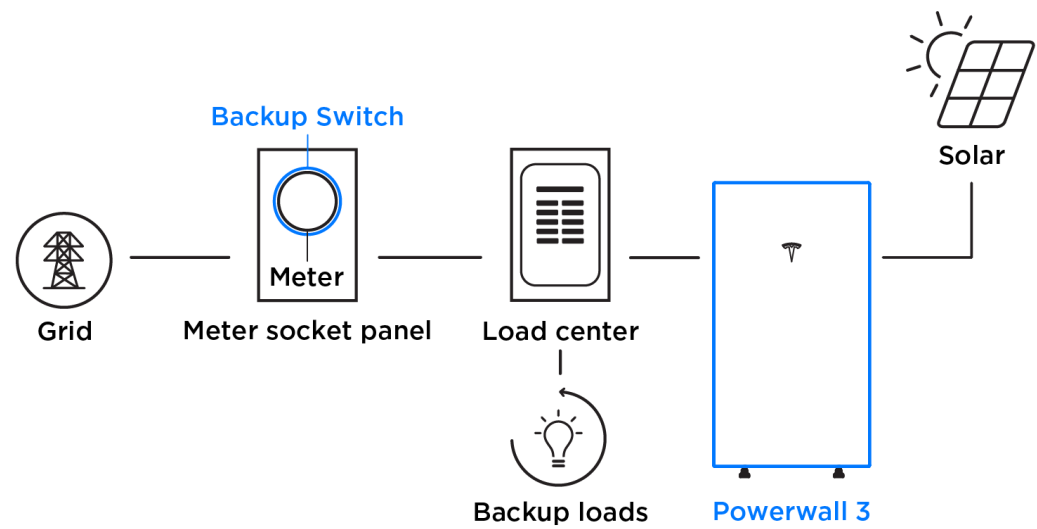 Backup Switch
Solar
Meter
Grid
Meter socket panel
Load center
Backup loads
Powerwall 3